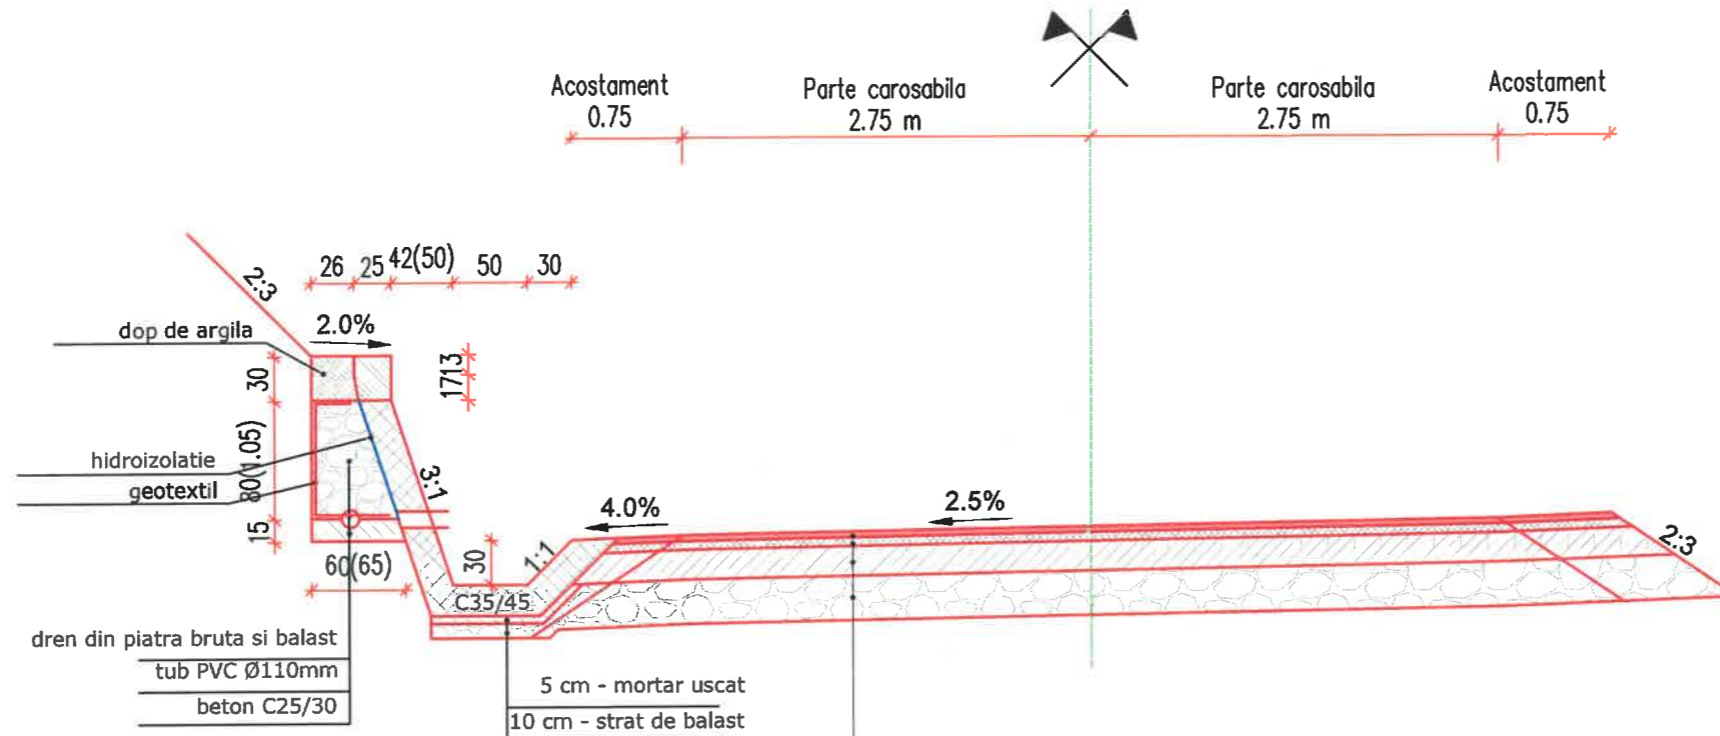 Acostament
0.75
Parte carosabila
2.75 m
Parte carosabila
2.75 m
Acostament
0.75
26
25
42(50)
50
30
2:3
dop de argila
2.0%
30
1713
80(1.05)
hidroizolatie
geotextil
3:1
15
60(65)
4.0%
2.5%
30
1:1
C35/45
2:3
dren din piatra bruta si balast
tub PVC Ø110mm
beton C25/30
5 cm - mortar uscat
10 cm - strat de balast